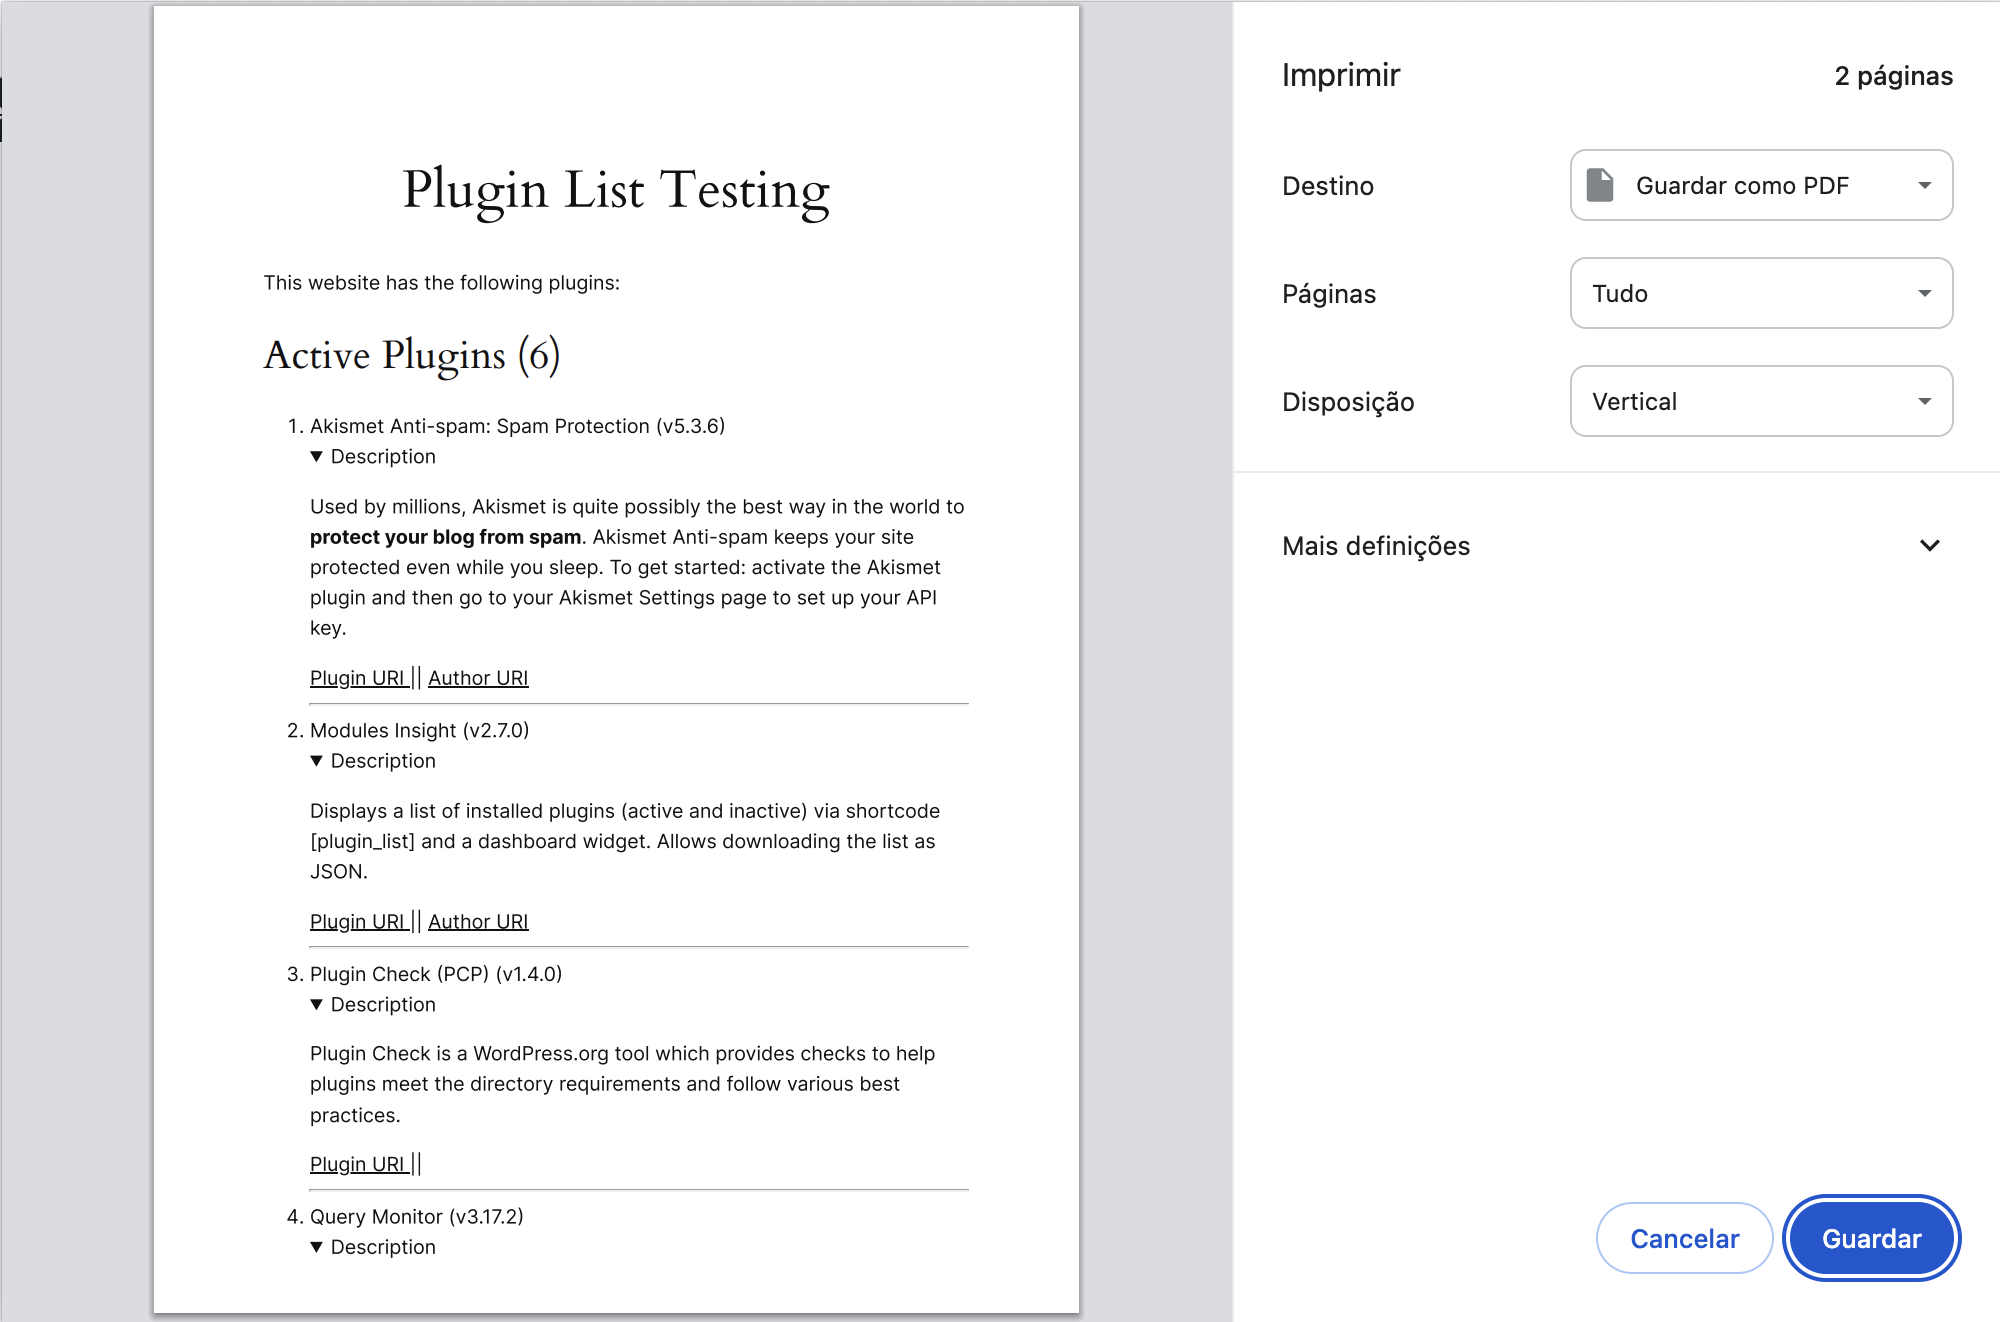 Plugin List Testing
This website has the following plugins:
Active Plugins (6)
1. Akismet Anti-spam: Spam Protection (v5.3.6)
▼ Description
Used by millions, Akismet is quite possibly the best way in the world to
protect your blog from spam. Akismet Anti-spam keeps your site
protected even while you sleep. To get started: activate the Akismet
plugin and then go to your Akismet Settings page to set up your API
key.
Plugin URI || Author URI
2. Modules Insight (v2.7.0)
▼ Description
Displays a list of installed plugins (active and inactive) via shortcode
[plugin_list] and a dashboard widget. Allows downloading the list as
JSON.
Plugin URI || Author URI
3. Plugin Check (PCP) (v1.4.0)
▼ Description
Plugin Check is a WordPress.org tool which provides checks to help
plugins meet the directory requirements and follow various best
practices.
Plugin URI ||
4. Query Monitor (v3.17.2)
▼ Description
Imprimir
2 páginas
Destino
Guardar como PDF
Páginas
Tudo
Disposição
Vertical
Mais definições
Cancelar
Guardar